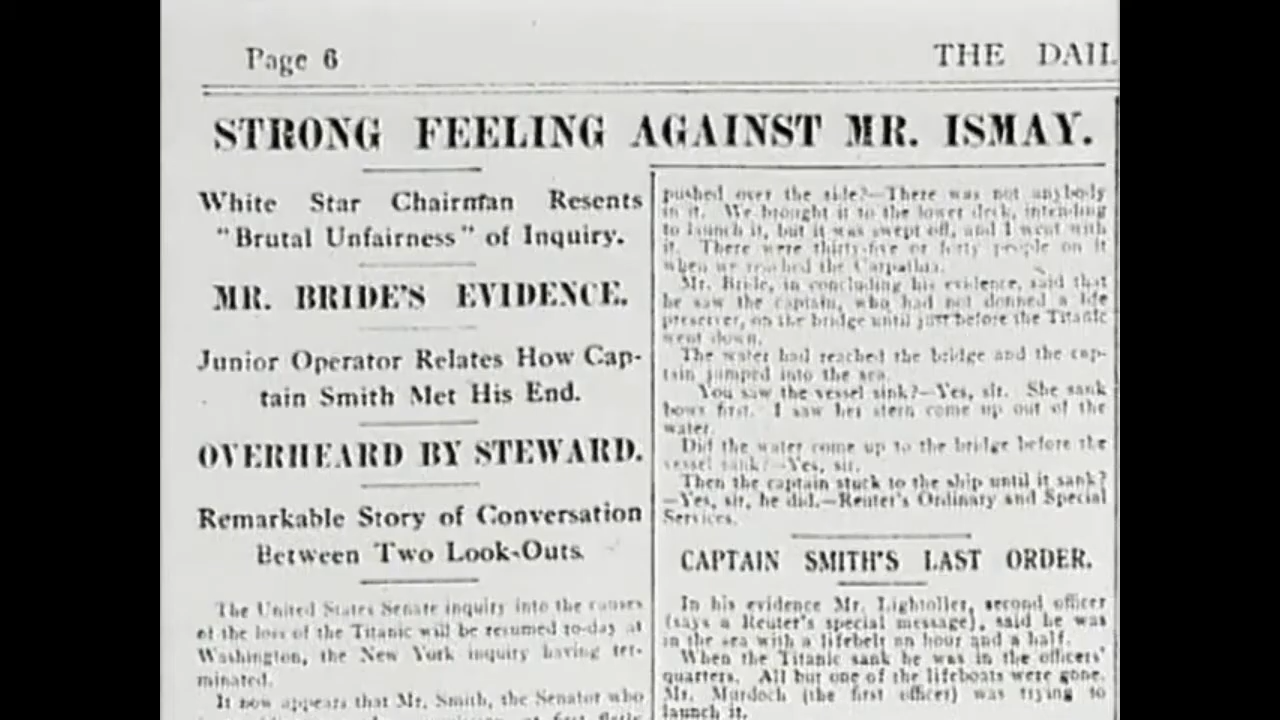 Page 6
THE DAIL
STRONG FEELING AGAINST MR. ISMAY.
White Star Chairman Resents
"Brutal Unfairness" of Inquiry.
MR. BRIDE'S EVIDENCE.
Junior Operator Relates How Cap-
tain Smith Met His End.
OVERHEARD BY STEWARD.
Remarkable Story of Conversation
Between Two Look-Outs.
The United States Senate inquiry into the causes
of the loss of the Titanic will be resumed to-day at
Washington, the New York inquiry having ter-
minated.
It now appears that Mr. Smith, the Senator who
pushed over the side?—There was not anybody
in it. We brought it to the lower deck, intending
to launch it, but it was swept off, and I went with
it. There were thirty-five or forty people on it
when we reached the Carpathia.
Mr. Bride, in concluding his evidence, said that
he saw the captain, who had not donned a life
preserver, on the bridge until just before the Titanic
went down.
The water had reached the bridge and the cap-
tain jumped into the sea.
You saw the vessel sink?—Yes, sir. She sank
bows first. I saw her stern come up out of the
water.
Did the water come up to the bridge before the
vessel sank?—Yes, sir.
Then the captain stuck to the ship until it sank?
—Yes, sir, he did.—Reuter's Ordinary and Special
Services.
CAPTAIN SMITH'S LAST ORDER.
In his evidence Mr. Lightoller, second officer
(says a Reuter's special message), said he was
in the sea with a lifebelt an hour and a half.
When the Titanic sank he was in the officers'
quarters. All but one of the lifeboats were gone.
Mr. Murdoch (the first officer) was trying to
launch it.